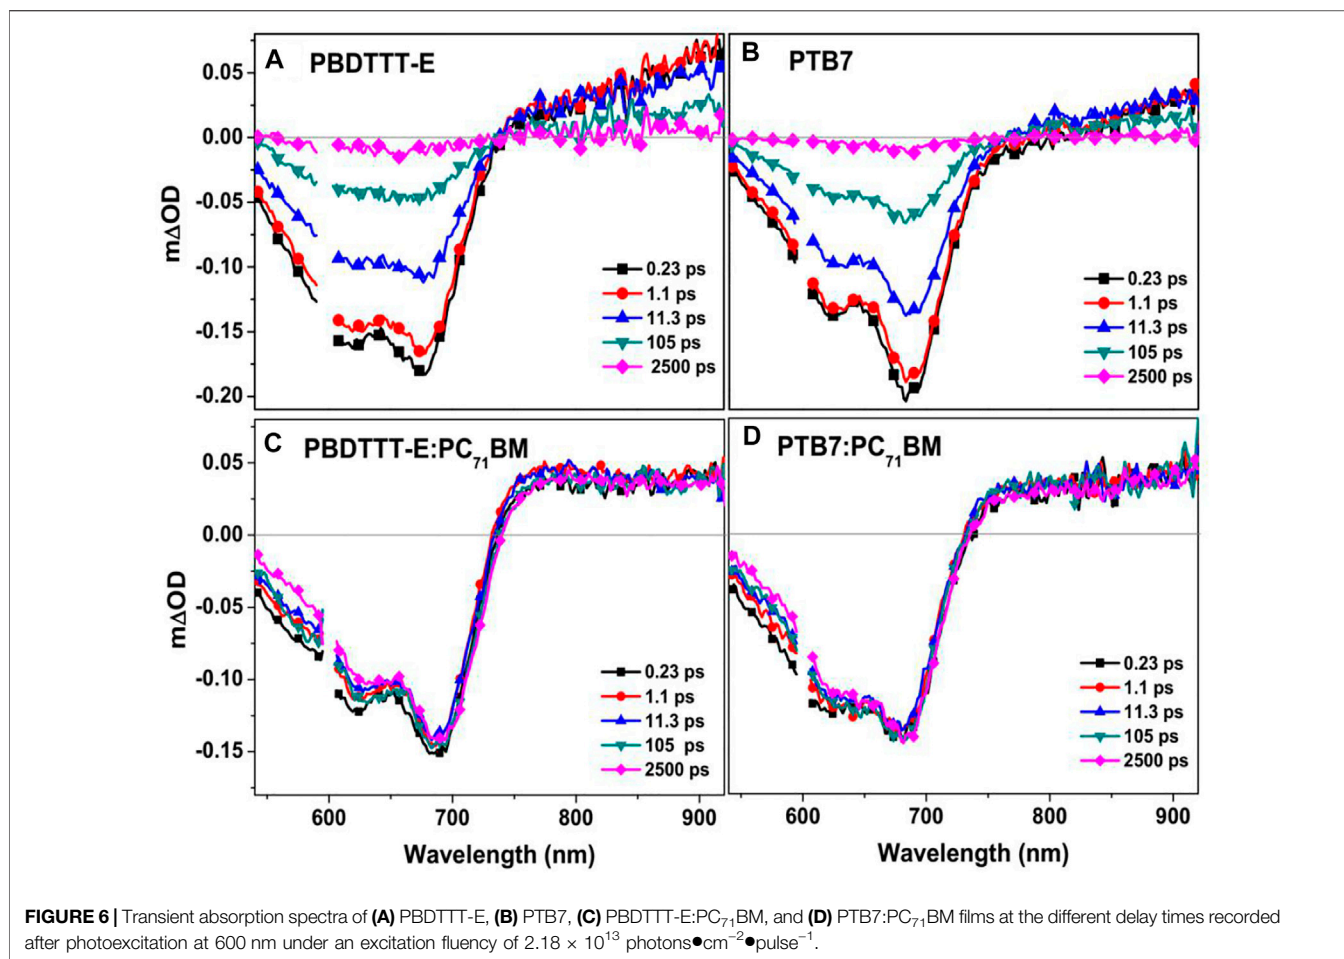 A PBDTTT-E
B PTB7
mΔOD
0.05
0.00
-0.05
-0.10
-0.15
-0.20
0.23 ps
1.1 ps
11.3 ps
105 ps
2500 ps
0.23 ps
1.1 ps
11.3 ps
105 ps
2500 ps
C PBDTTT-E:PC₇₁BM
D PTB7:PC₇₁BM
mΔOD
0.05
0.00
-0.05
-0.10
-0.15
0.23 ps
1.1 ps
11.3 ps
105 ps
2500 ps
0.23 ps
1.1 ps
11.3 ps
105 ps
2500 ps
600 700 800 900
600 700 800 900
Wavelength (nm)
Wavelength (nm)
FIGURE 6 | Transient absorption spectra of (A) PBDTTT-E, (B) PTB7, (C) PBDTTT-E:PC₇₁BM, and (D) PTB7:PC₇₁BM films at the different delay times recorded
after photoexcitation at 600 nm under an excitation fluency of 2.18 × 10¹³ photons●cm⁻²●pulse⁻¹.